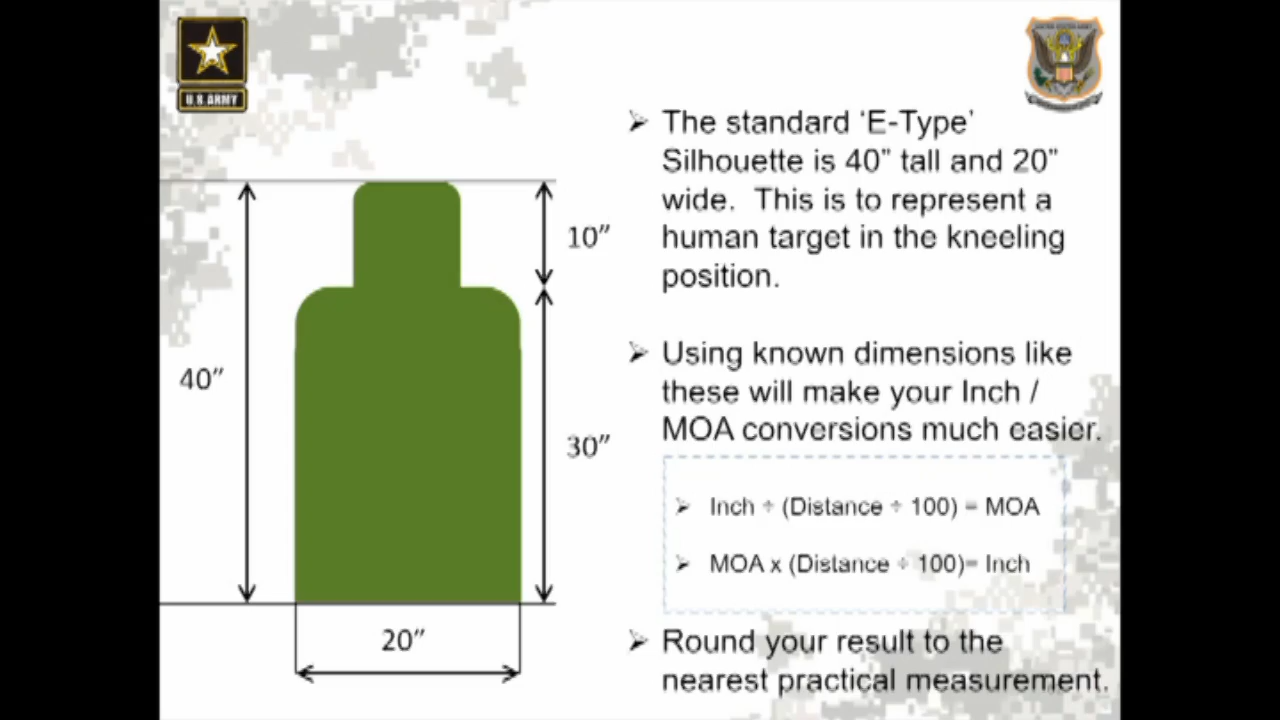 U.S.ARMY
➢ The standard ‘E-Type’
Silhouette is 40” tall and 20”
wide. This is to represent a
human target in the kneeling
position.
➢ Using known dimensions like
these will make your Inch /
MOA conversions much easier.
➢ Inch ÷ (Distance ÷ 100) = MOA
➢ MOA x (Distance ÷ 100)= Inch
➢ Round your result to the
nearest practical measurement.
10”
40”
30”
20”